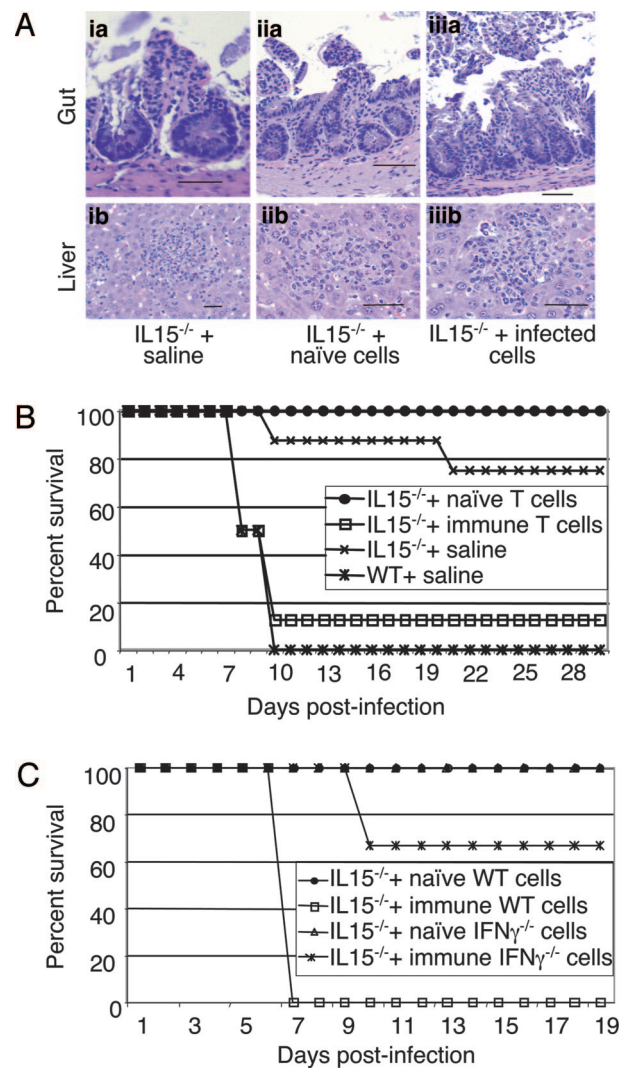 A
ia
iia
iiia
Gut
ib
iib
iiib
Liver
IL15-/- +
saline
IL15-/- +
naïve cells
IL15-/- + infected
cells
B
100
80
60
40
20
0
Percent survival
IL15-/-+ naïve T cells
IL15-/-+ immune T cells
IL15-/-+ saline
WT+ saline
1 4 7 10 13 16 19 22 25 28
Days post-infection
C
100
80
60
40
20
0
Percent survival
IL15-/-+ naïve WT cells
IL15-/-+ immune WT cells
IL15-/-+ naïve IFNγ-/- cells
IL15-/-+ immune IFNγ-/- cells
1 3 5 7 9 11 13 15 17 19
Days post-infection